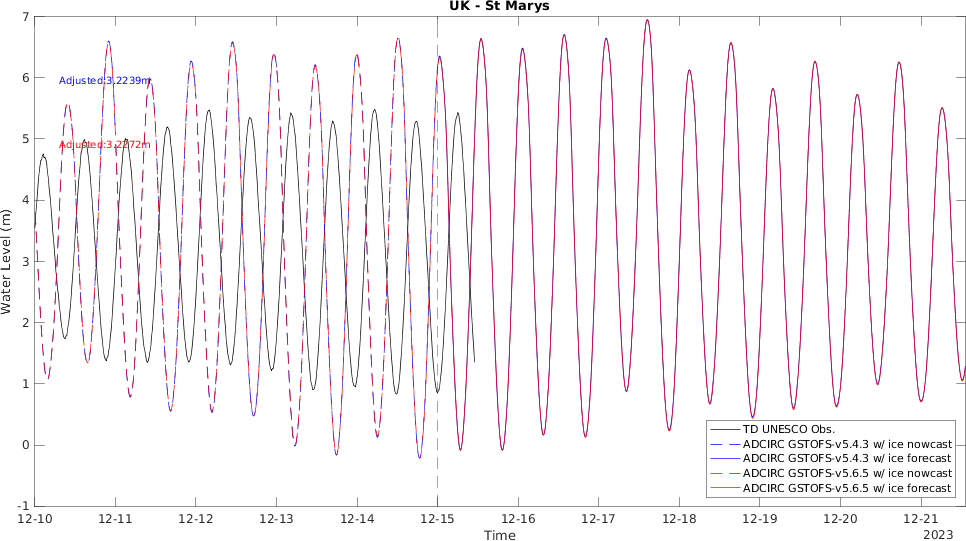 UK - St Marys
7
6
5
4
3
2
1
0
-1
Water Level (m)
Adjusted:3.2239m
Adjusted:3.2272m
TD UNESCO Obs.
ADCIRC GSTOFS-v5.4.3 w/ ice nowcast
ADCIRC GSTOFS-v5.4.3 w/ ice forecast
ADCIRC GSTOFS-v5.6.5 w/ ice nowcast
ADCIRC GSTOFS-v5.6.5 w/ ice forecast
12-10 12-11 12-12 12-13 12-14 12-15 12-16 12-17 12-18 12-19 12-20 12-21
Time
2023